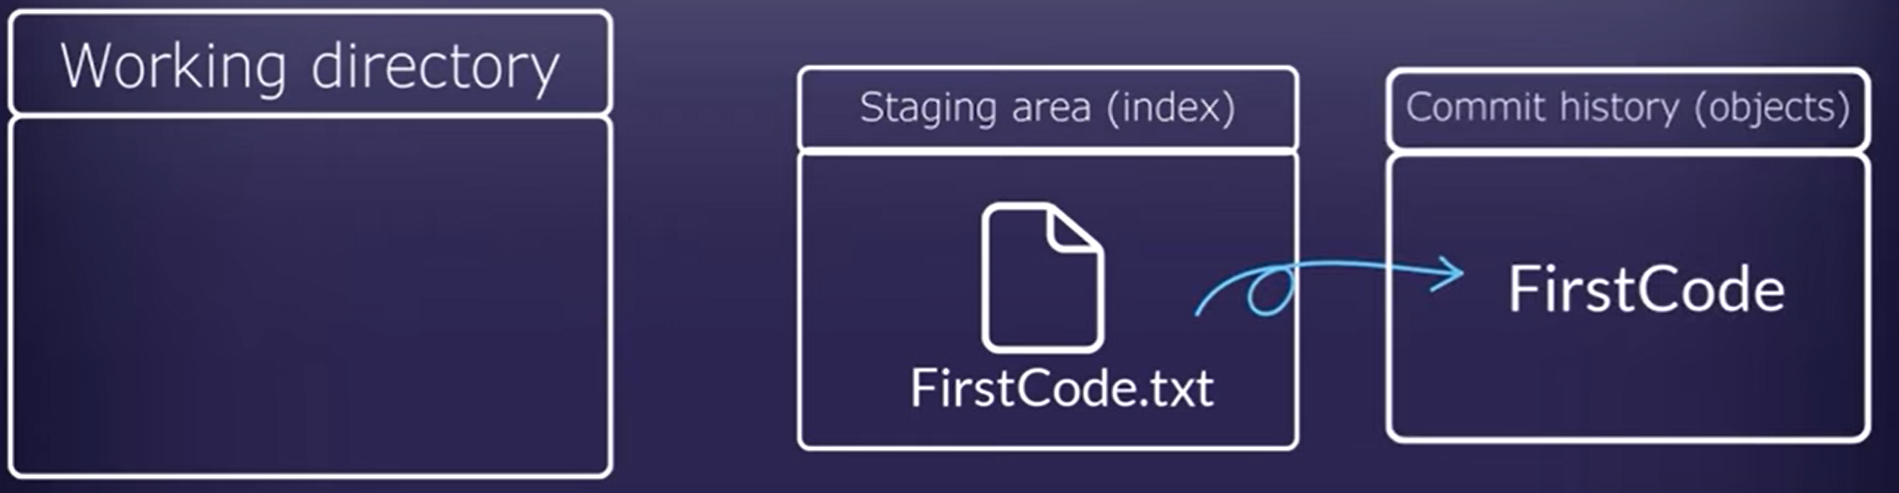 Working directory
Staging area (index)
Commit history (objects)
FirstCode
FirstCode.txt